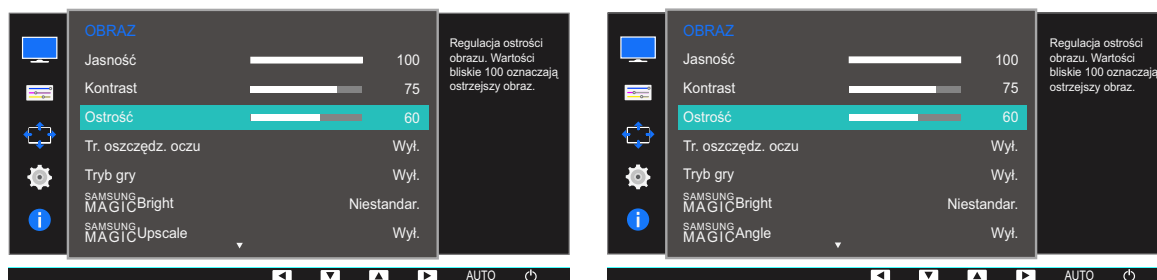 OBRAZ
Jasność 100
Kontrast 75
Ostrość 60
Tr. oszczędz. oczu Wył.
Tryb gry Wył.
SAMSUNG MAGIC Bright Niestandar.
SAMSUNG MAGIC Upscale Wył.
Regulacja ostrości
obrazu. Wartości
bliskie 100 oznaczają
ostrzejszy obraz.
AUTO
OBRAZ
Jasność 100
Kontrast 75
Ostrość 60
Tr. oszczędz. oczu Wył.
Tryb gry Wył.
SAMSUNG MAGIC Bright Niestandar.
SAMSUNG MAGIC Angle Wył.
Regulacja ostrości
obrazu. Wartości
bliskie 100 oznaczają
ostrzejszy obraz.
AUTO